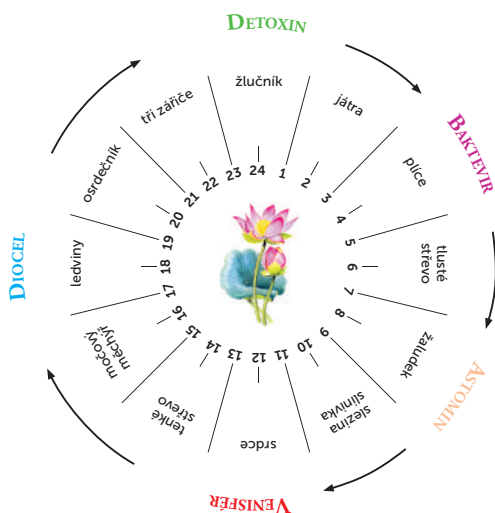 DETOXIN
BAKTEVIR
ASTOMIN
VENISFÉR
DIOCEL
žlučník
játra
plíce
tlusté
střevo
žaludek
slezina
slinivka
srdce
tenké
střevo
močový
měchýř
ledviny
osrdečník
tři zářiče
24
1
2
3
4
5
6
7
8
9
10
11
12
13
14
15
16
17
18
19
20
21
22
23